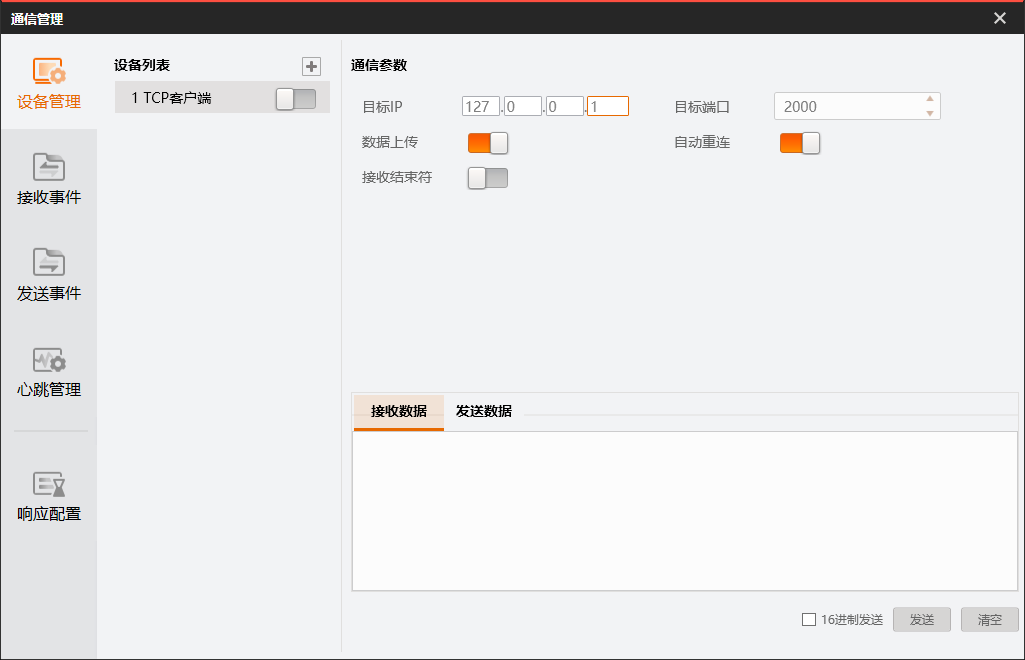 通信管理
设备管理
接收事件
发送事件
心跳管理
响应配置
设备列表
1 TCP客户端
通信参数
目标IP 127.0.0.1 目标端口 2000
数据上传 自动重连
接收结束符
接收数据 发送数据
16进制发送 发送 清空